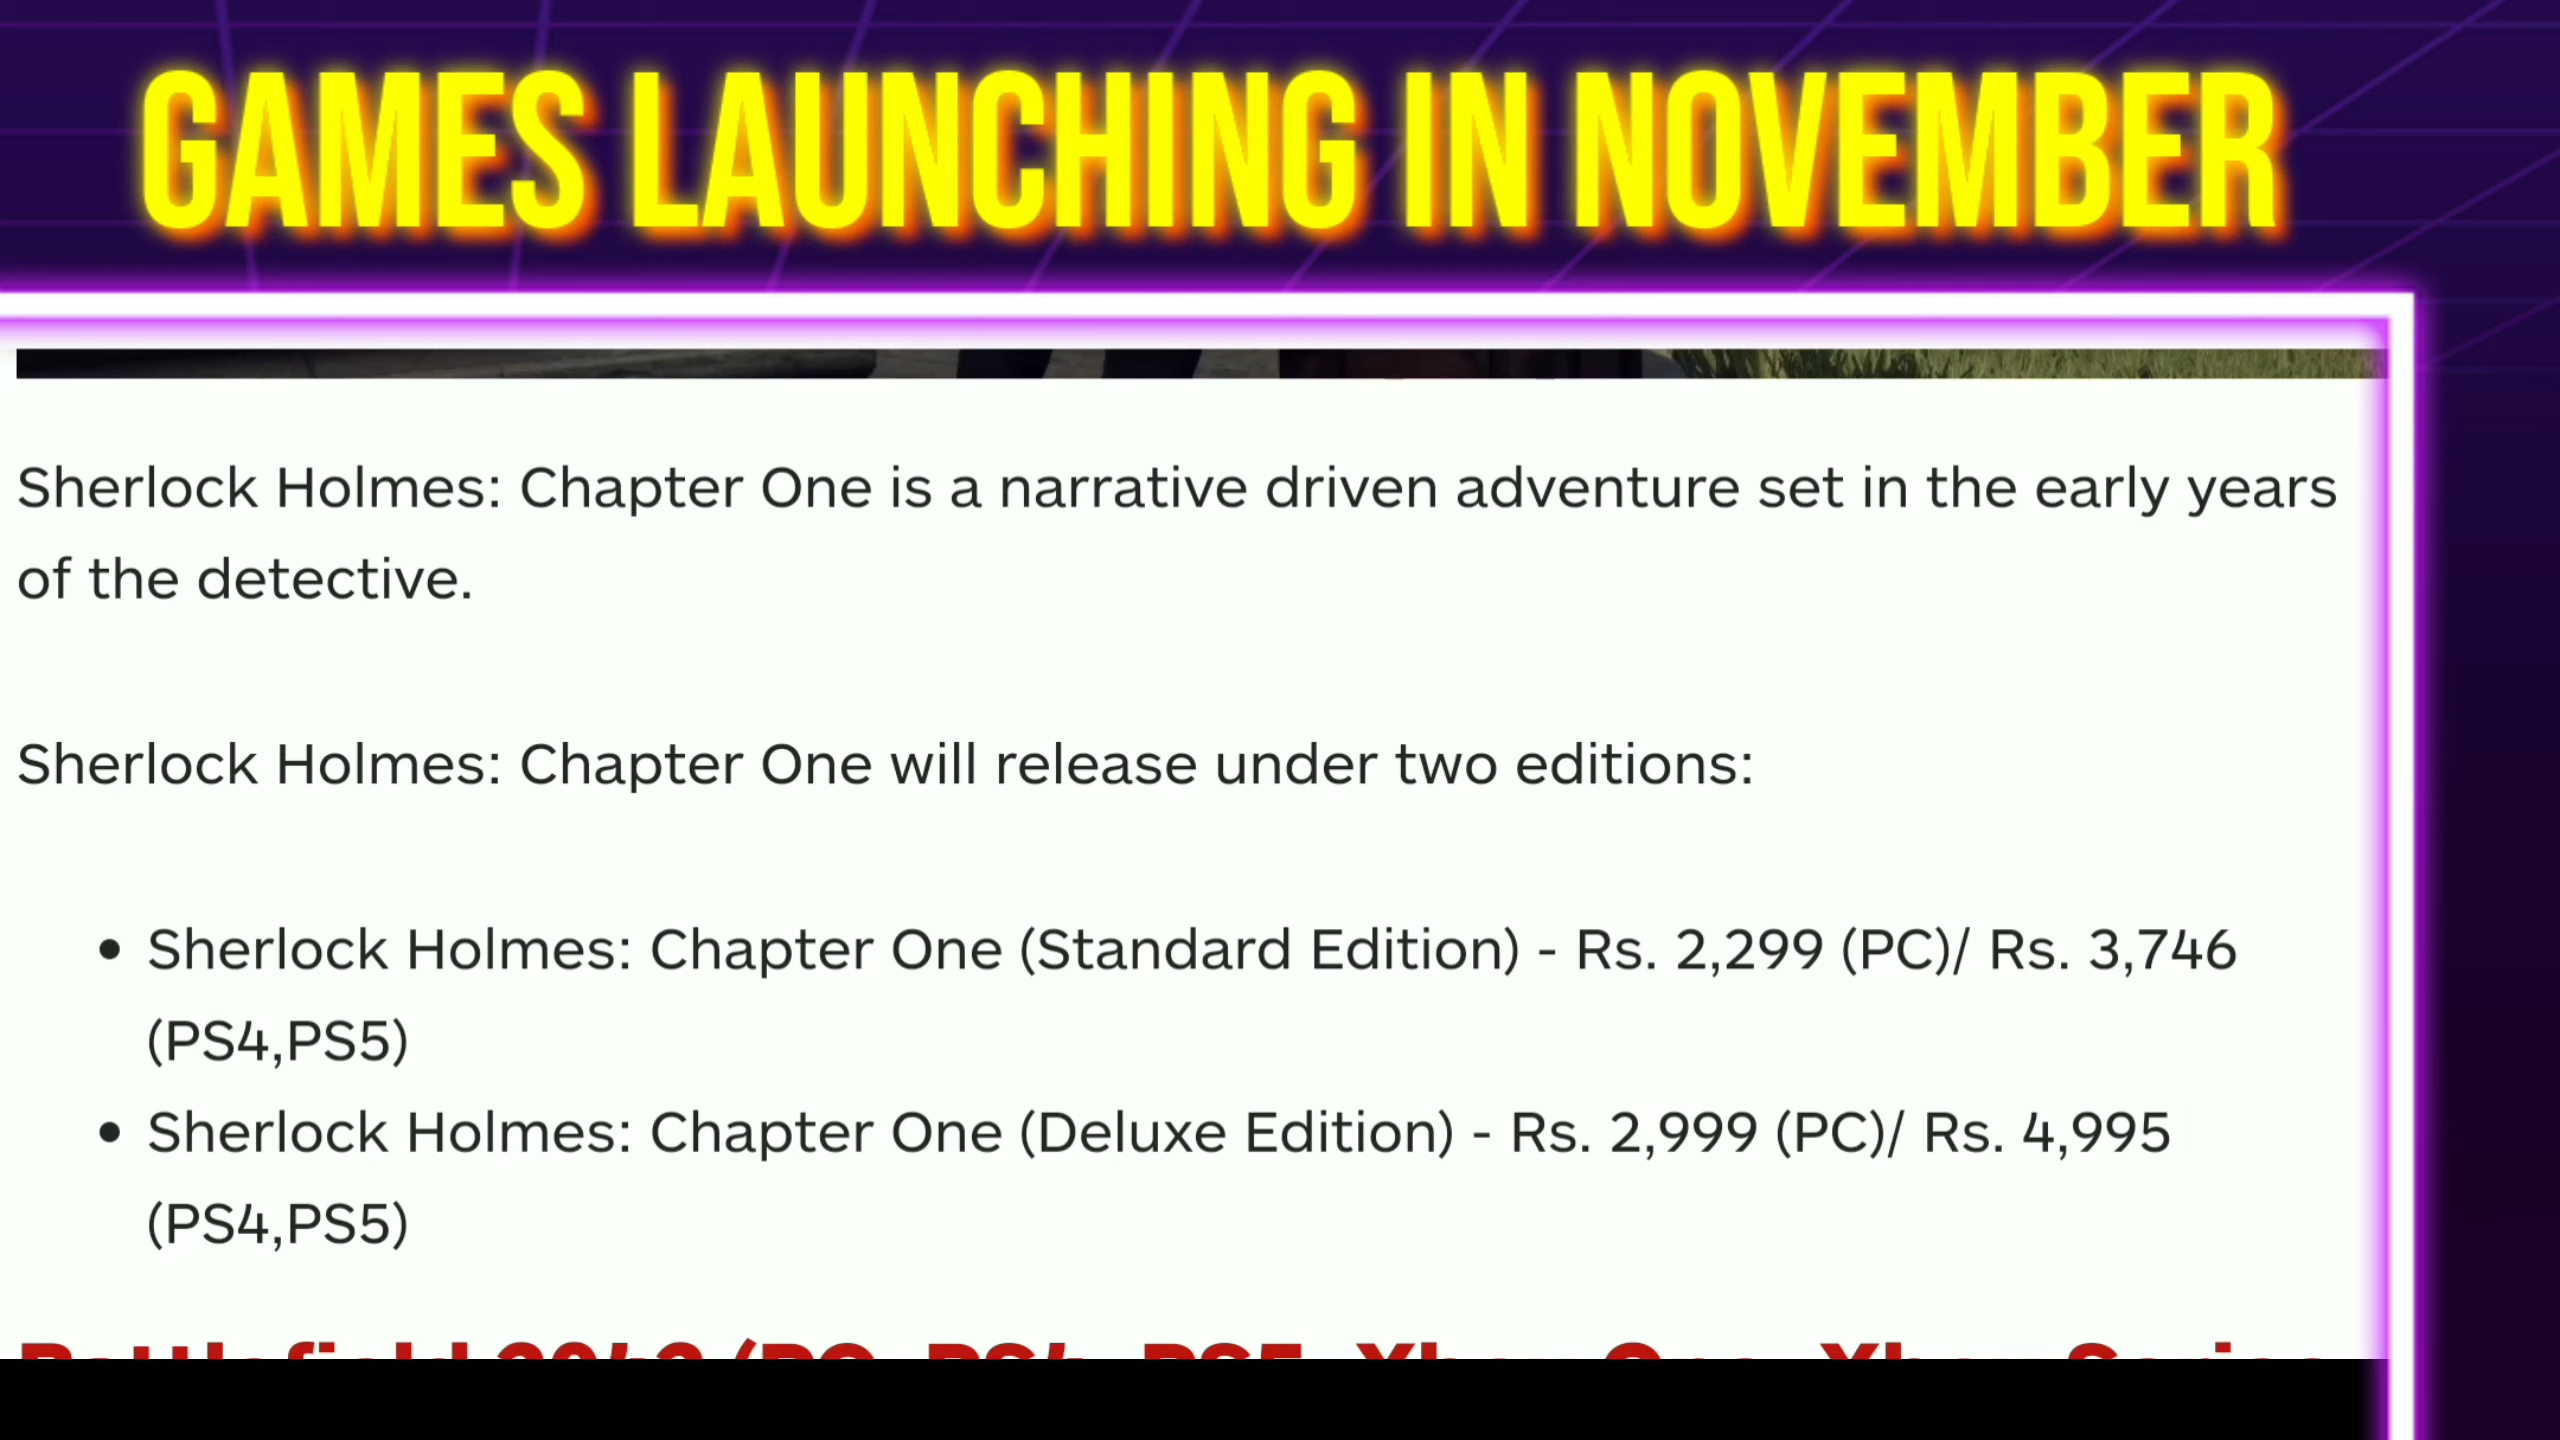 GAMES LAUNCHING IN NOVEMBER
Sherlock Holmes: Chapter One is a narrative driven adventure set in the early years
of the detective.
Sherlock Holmes: Chapter One will release under two editions:
• Sherlock Holmes: Chapter One (Standard Edition) - Rs. 2,299 (PC)/ Rs. 3,746
(PS4,PS5)
• Sherlock Holmes: Chapter One (Deluxe Edition) - Rs. 2,999 (PC)/ Rs. 4,995
(PS4,PS5)